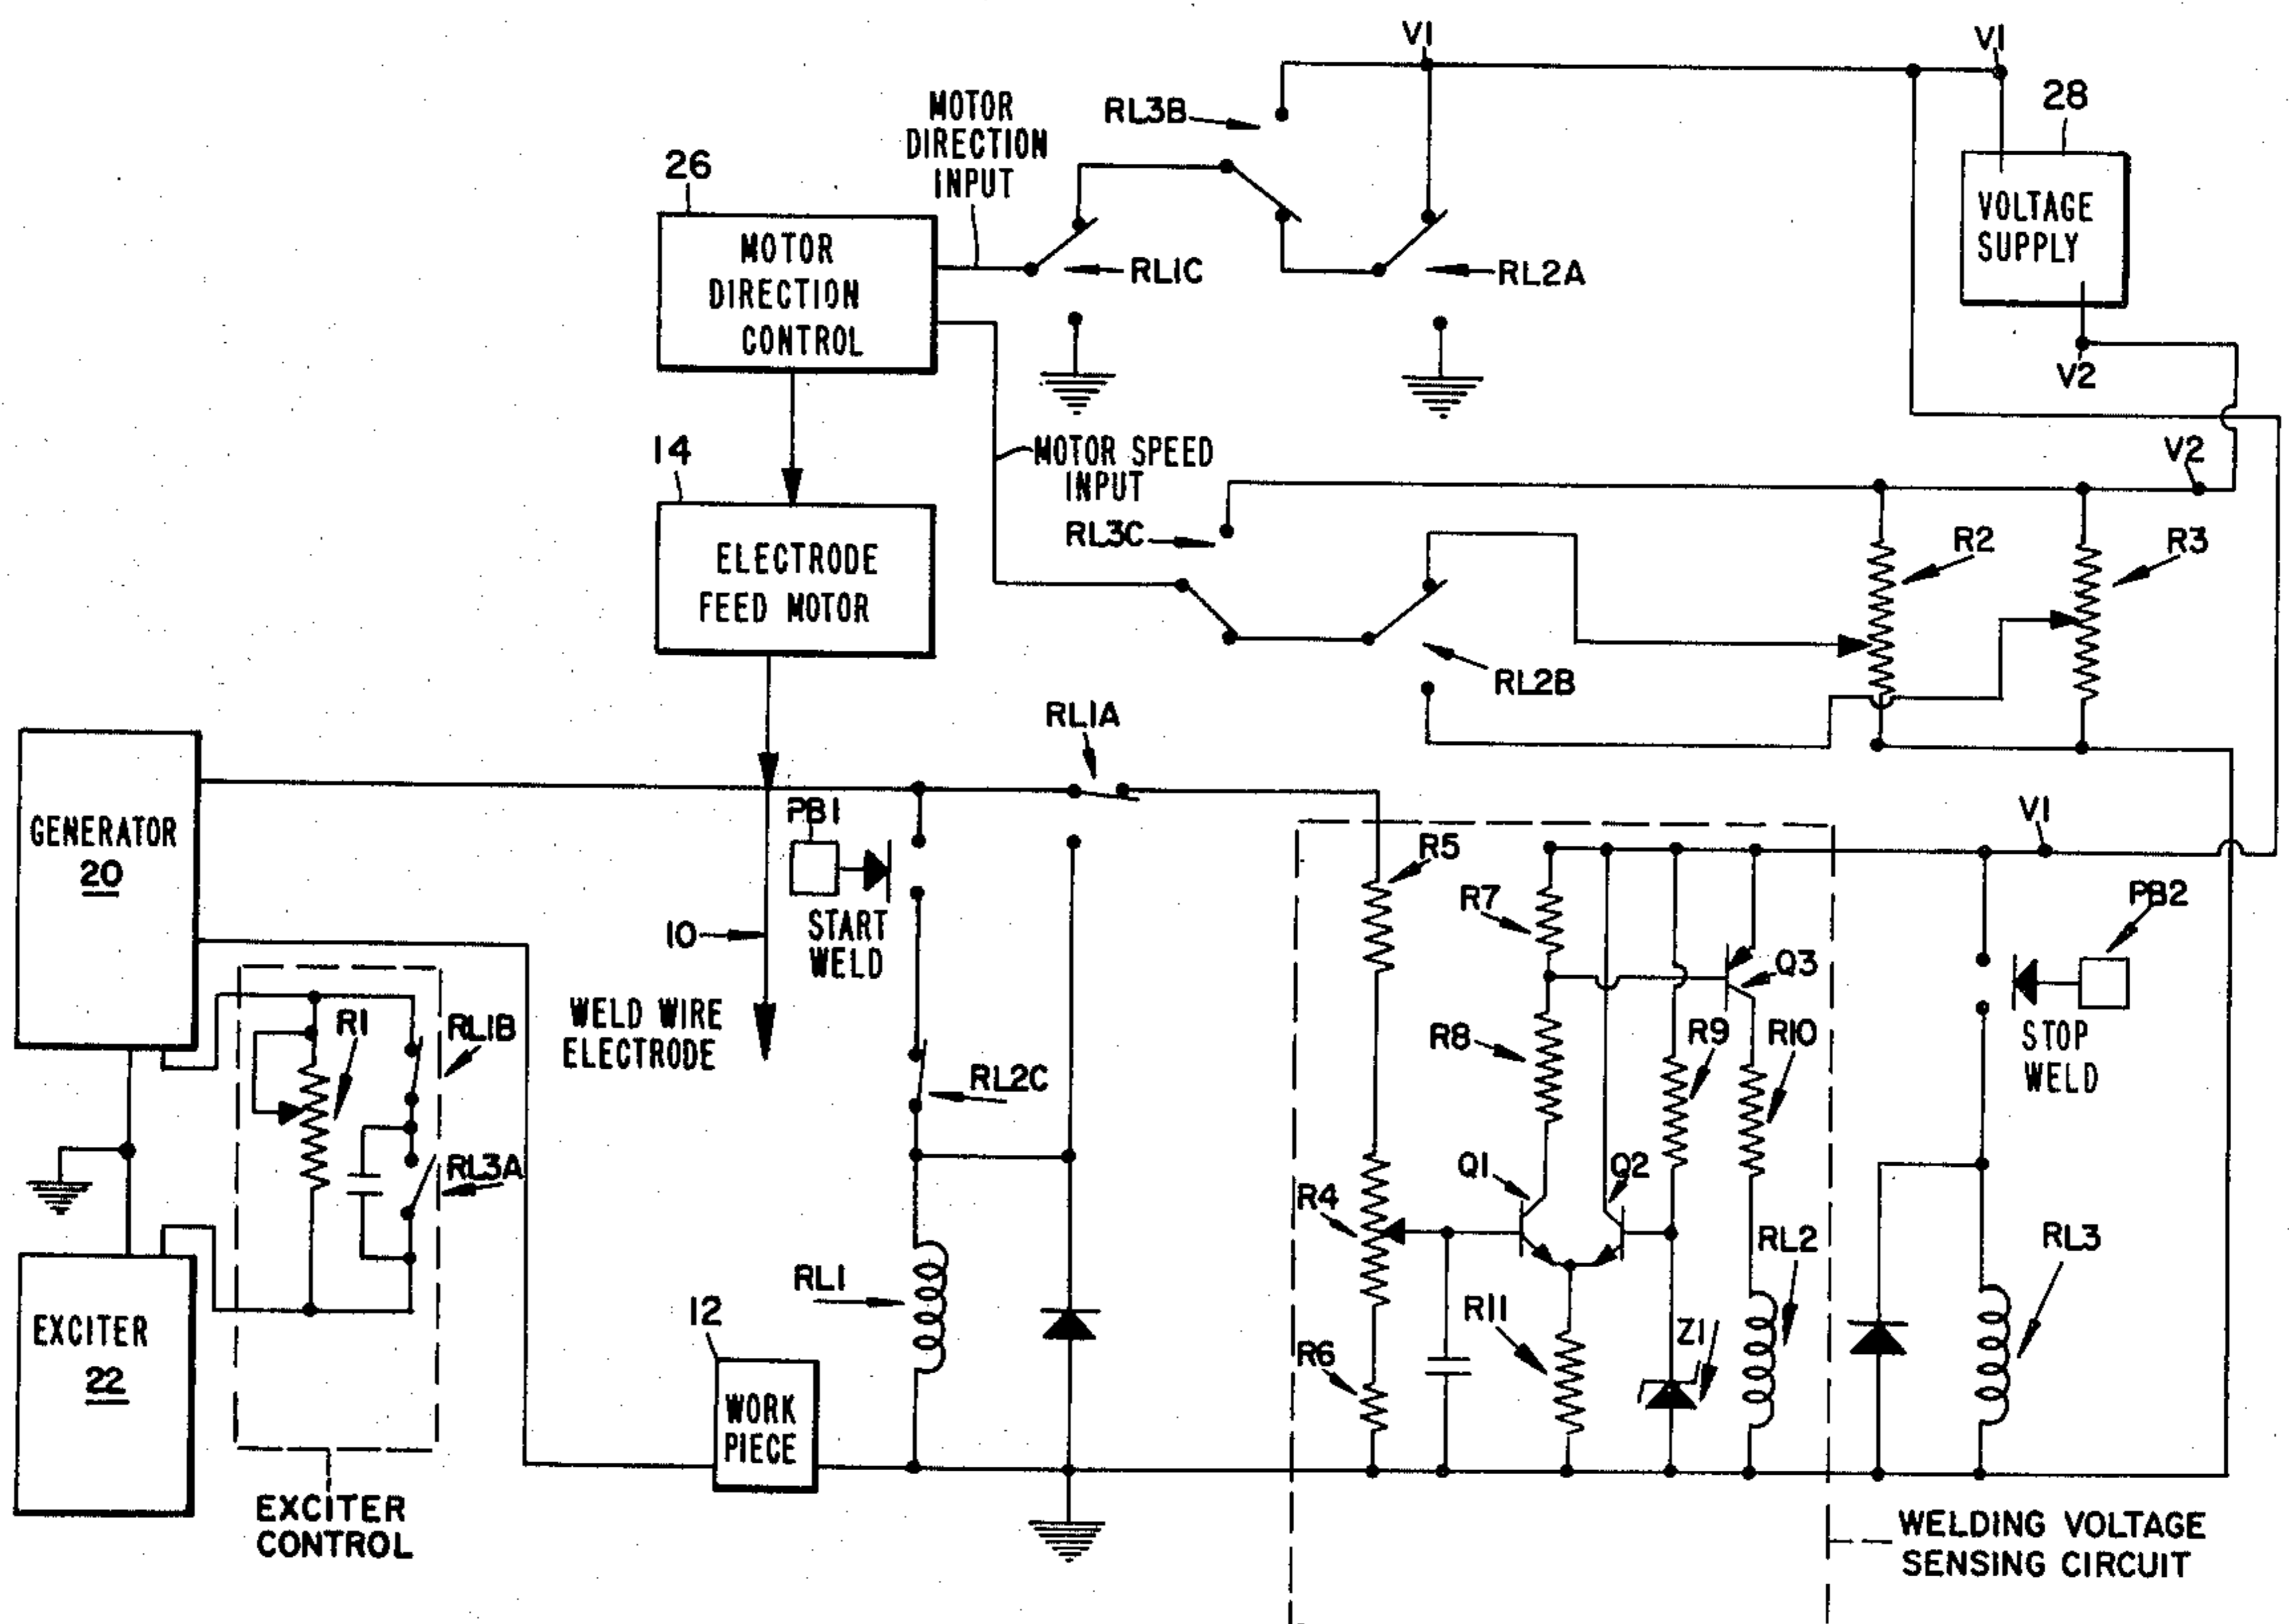 V1
V1
RL3B
28
MOTOR
DIRECTION
INPUT
26
VOLTAGE
SUPPLY
MOTOR
DIRECTION
CONTROL
RL1C
RL2A
V2
14
MOTOR SPEED
INPUT
V2
RL3C
R2
R3
ELECTRODE
FEED MOTOR
RL2B
RL1A
GENERATOR
20
PB1
V1
R5
PB2
R7
START
WELD
10
Q3
WELD WIRE
ELECTRODE
R1
RL1B
R8
R9
R10
STOP
WELD
RL2C
RL3A
Q1
Q2
R4
RL2
RL3
RL1
R11
12
Z1
EXCITER
22
R6
WORK
PIECE
EXCITER
CONTROL
WELDING VOLTAGE
SENSING CIRCUIT